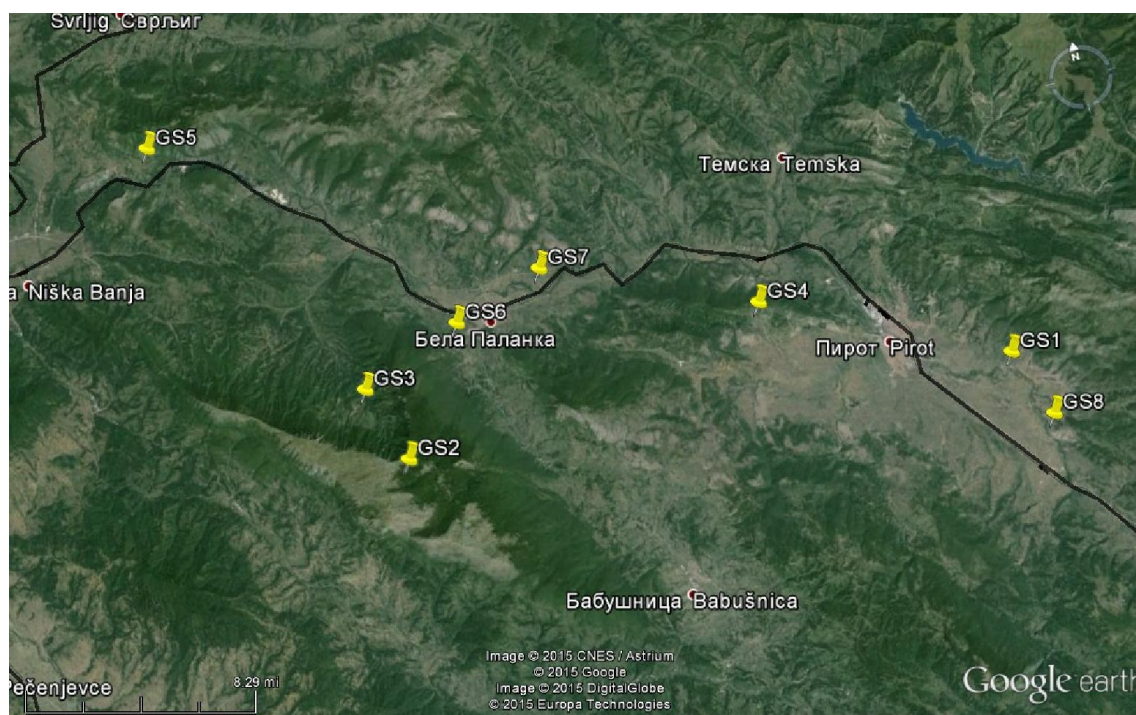 Svrljig Сврљиг
N
GS5
Темска Temska
GS7
a Niška Banja
GS4
GS6
Бела Паланка
Пирот Pirot
GS1
GS3
GS8
GS2
Бабушница Babušnica
Image © 2015 CNES / Astrium
© 2015 Google
Image © 2015 DigitalGlobe
© 2015 Europa Technologies
Pečenjevce
8.29 mi
Google earth